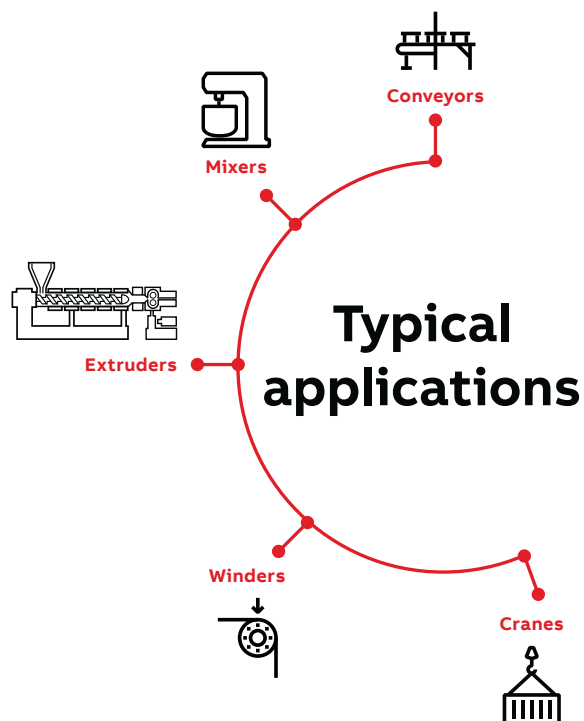 Conveyors
Mixers
Typical
applications
Extruders
Winders
Cranes